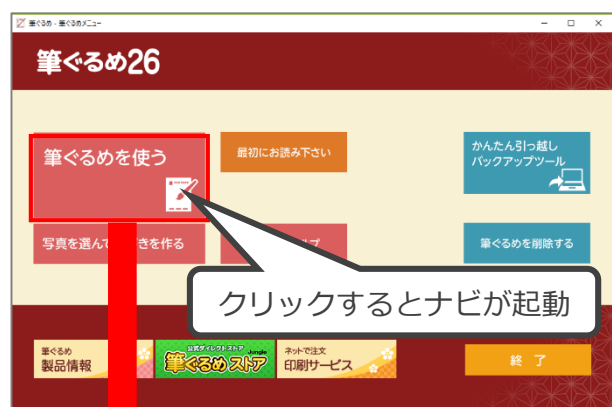 筆ぐるめ - 筆ぐるめメニュー
筆ぐるめ26
筆ぐるめを使う
最初にお読み下さい
かんたん引っ越し
バックアップツール
写真を選んで
きを作る
筆ぐるめを削除する
クリックするとナビが起動
筆ぐるめ
製品情報
公式ダイレクトストア Jungle
筆ぐるめストア
ネットで注文
印刷サービス
終 了